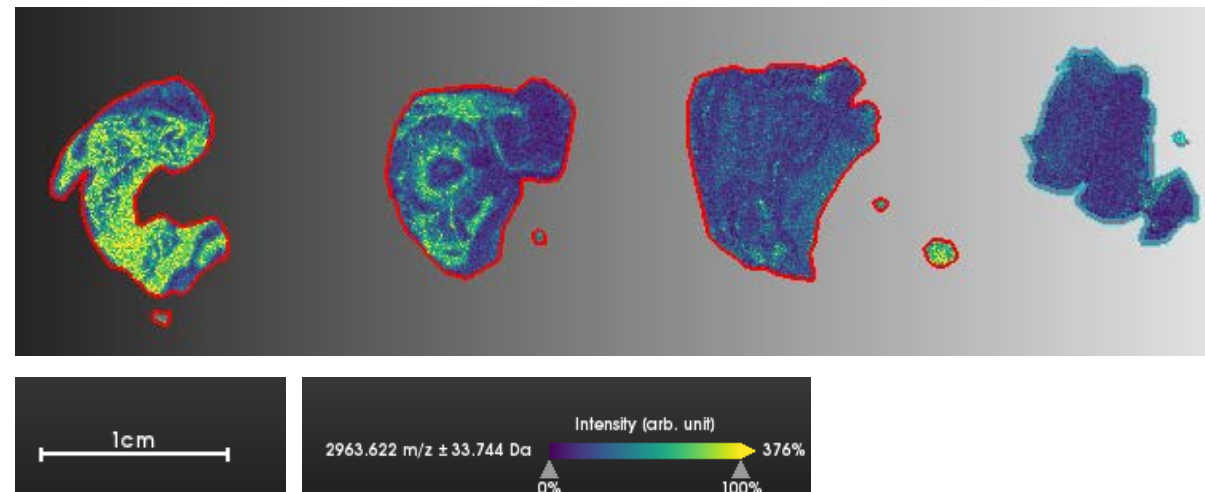 1cm
Intensity (arb. unit)
2963.622 m/z ± 33.744 Da
376%
0%
100%